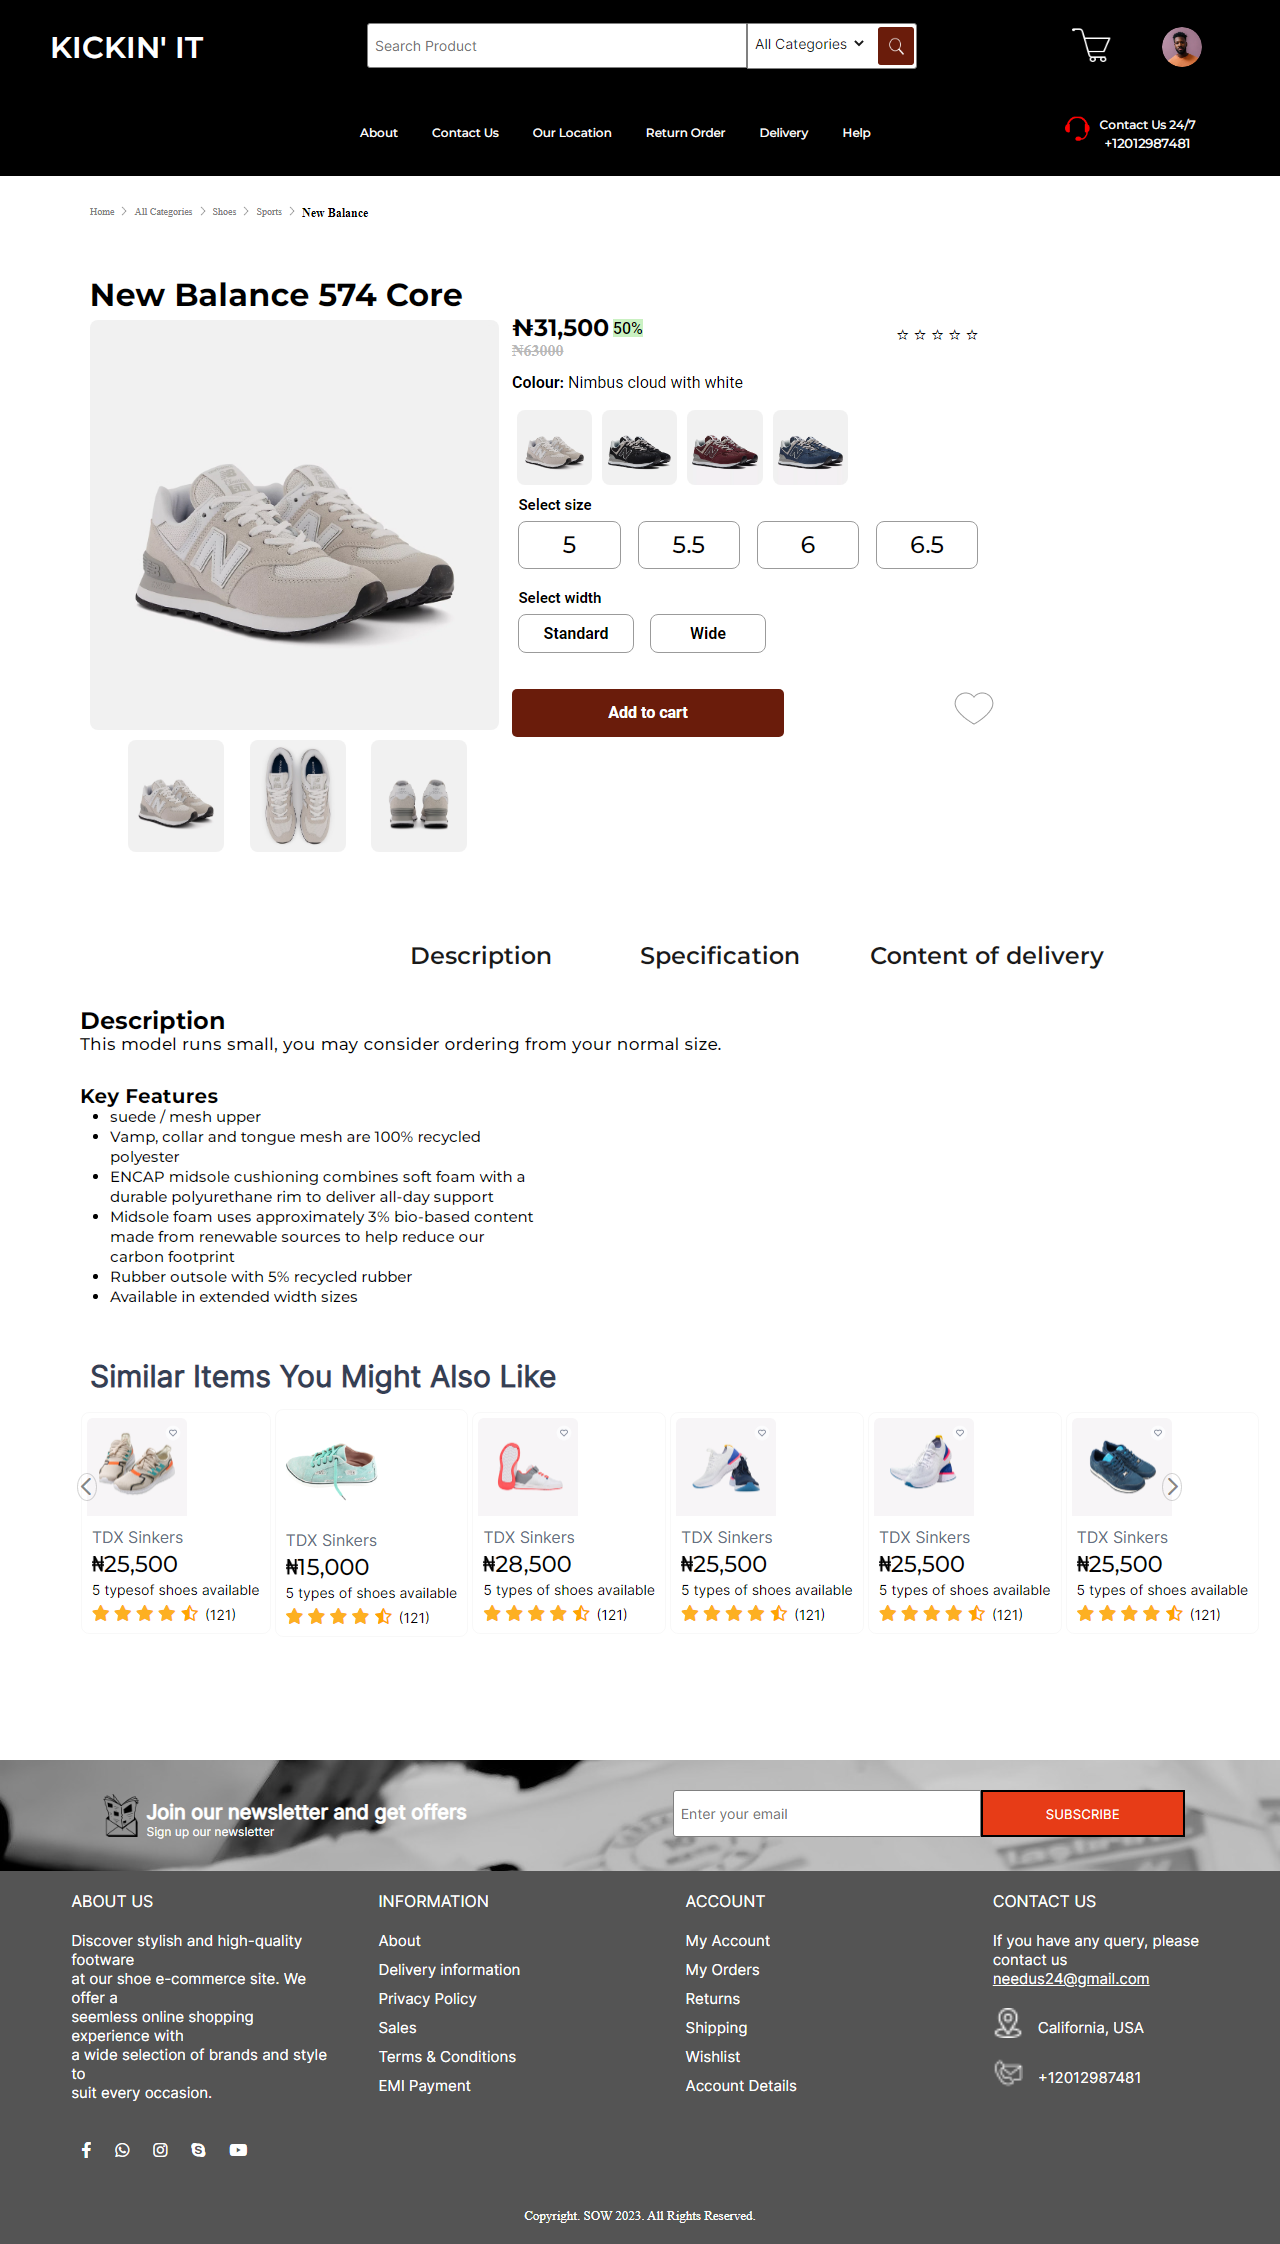 KICKIN' IT
Search Product
All Categories
About
Contact Us
Our Location
Return Order
Delivery
Help
Contact Us 24/7
+12012987481
Home
All Categories
Shoes
Sports
New Balance
New Balance 574 Core
₦31,500 50%
₦63000
☆ ☆ ☆ ☆ ☆
Colour: Nimbus cloud with white
Select size
5
5.5
6
6.5
Select width
Standard
Wide
Add to cart
Description
Specification
Content of delivery
Description
This model runs small, you may consider ordering from your normal size.
Key Features
suede / mesh upper
Vamp, collar and tongue mesh are 100% recycled
polyester
ENCAP midsole cushioning combines soft foam with a
durable polyurethane rim to deliver all-day support
Midsole foam uses approximately 3% bio-based content
made from renewable sources to help reduce our
carbon footprint
Rubber outsole with 5% recycled rubber
Available in extended width sizes
Similar Items You Might Also Like
TDX Sinkers
₦25,500
5 typesof shoes available
(121)
TDX Sinkers
₦15,000
5 types of shoes available
(121)
TDX Sinkers
₦28,500
5 types of shoes available
(121)
TDX Sinkers
₦25,500
5 types of shoes available
(121)
TDX Sinkers
₦25,500
5 types of shoes available
(121)
TDX Sinkers
₦25,500
5 types of shoes available
(121)
Join our newsletter and get offers
Sign up our newsletter
Enter your email
SUBSCRIBE
ABOUT US
Discover stylish and high-quality
footware
at our shoe e-commerce site. We
offer a
seemless online shopping
experience with
a wide selection of brands and style
to
suit every occasion.
INFORMATION
About
Delivery information
Privacy Policy
Sales
Terms & Conditions
EMI Payment
ACCOUNT
My Account
My Orders
Returns
Shipping
Wishlist
Account Details
CONTACT US
If you have any query, please
contact us
needus24@gmail.com
California, USA
+12012987481
Copyright. SOW 2023. All Rights Reserved.